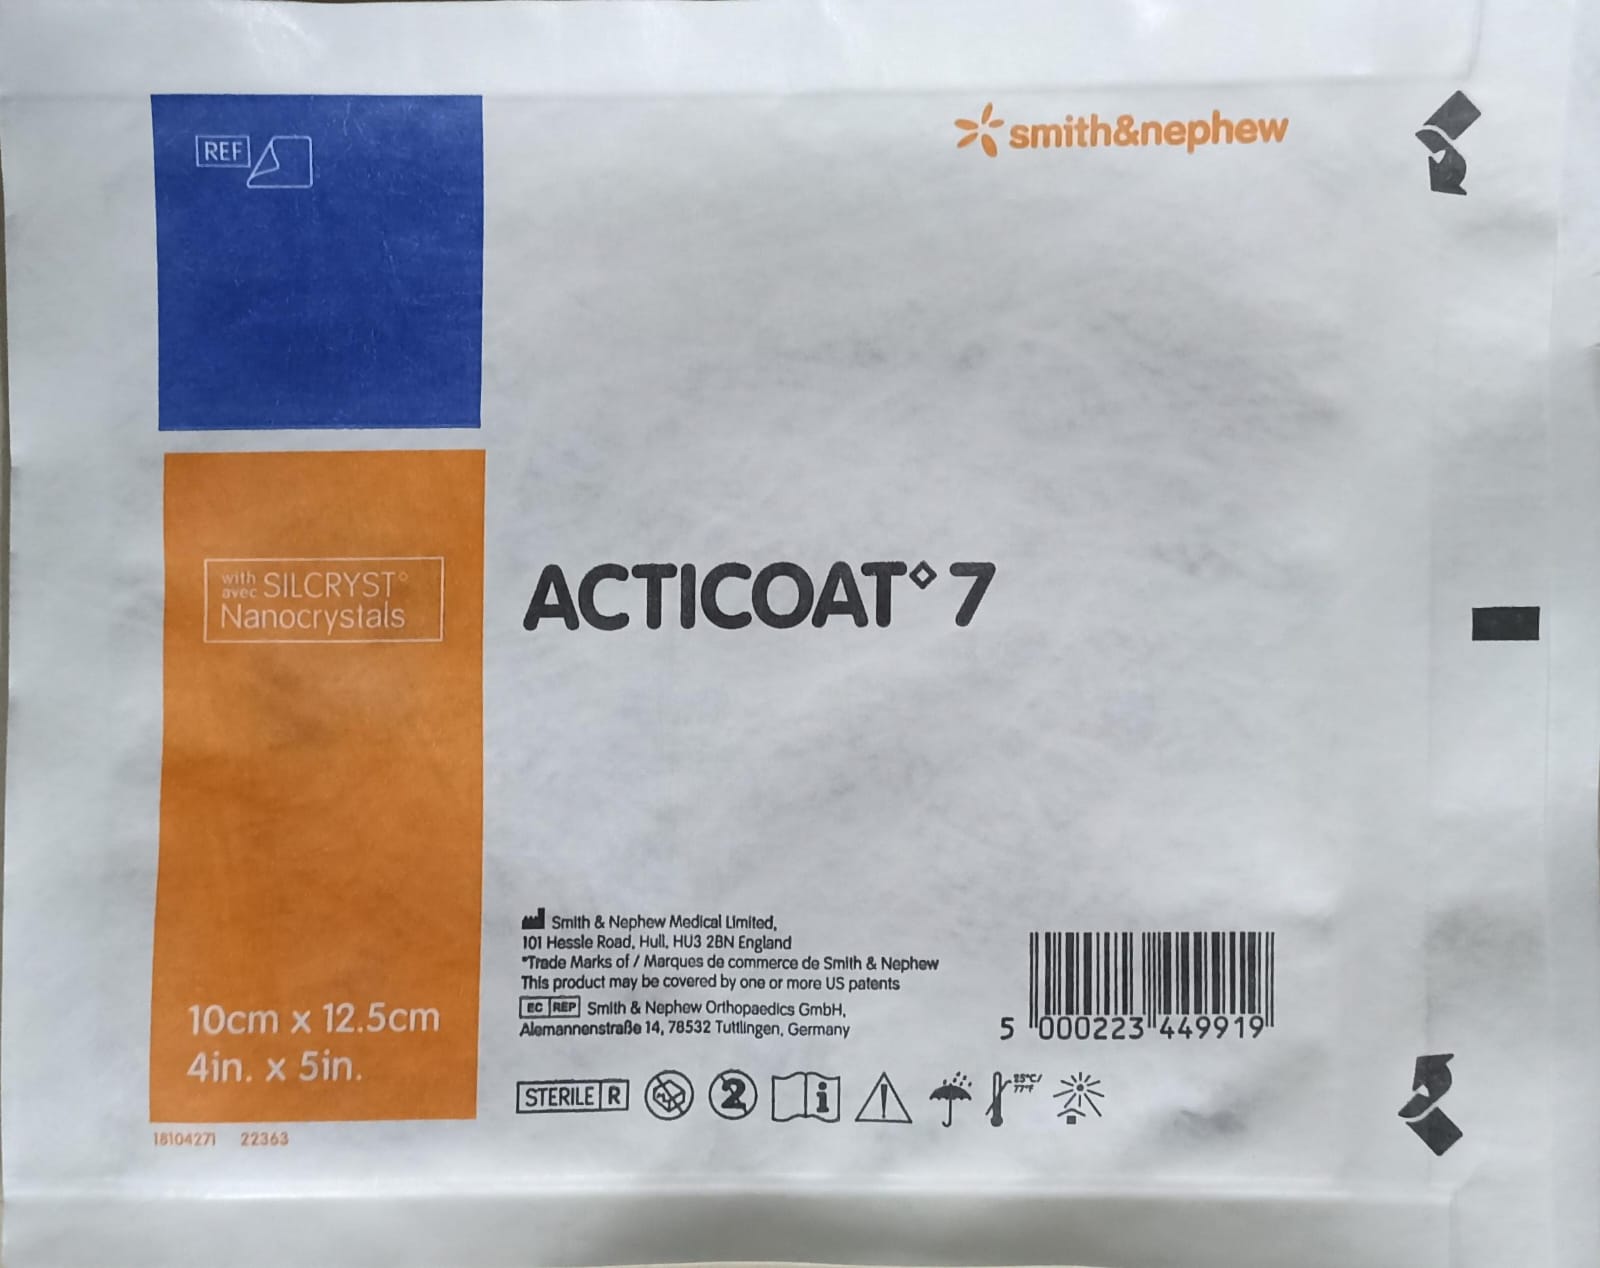 REF
smith&nephew
with
avec SILCRYST◊
Nanocrystals
ACTICOAT◊ 7
10cm x 12.5cm
4in. x 5in.
18104271 22363
Smith & Nephew Medical Limited,
101 Hessle Road, Hull, HU3 2BN England
◊Trade Marks of / Marques de commerce de Smith & Nephew
This product may be covered by one or more US patents
EC REP Smith & Nephew Orthopaedics GmbH,
Alemannenstraße 14, 78532 Tuttlingen, Germany
5 000223 449919
STERILE R 2 i 25°C/
77°F